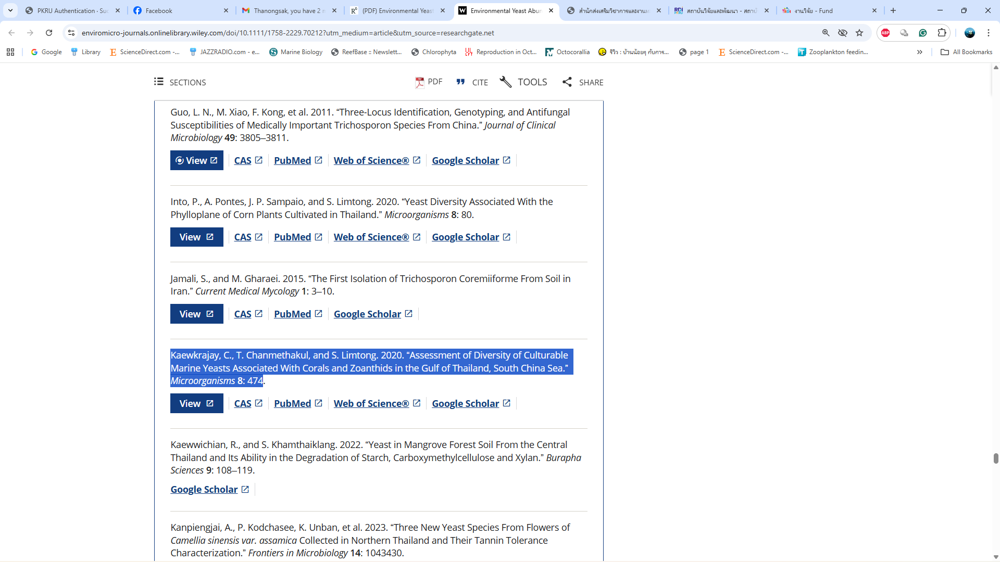 PKRU Authentication - Suc
Facebook
Thanongsak, you have 2 n
(PDF) Environmental Yeast
Environmental Yeast Abun
สำนักส่งเสริมวิชาการและงานท
สถาบันวิจัยและพัฒนา - สถาบั
งานวิจัย - Fund
enviromicro-journals.onlinelibrary.wiley.com/doi/10.1111/1758-2229.70212?utm_medium=article&utm_source=researchgate.net
Google
Library
ScienceDirect.com -...
JAZZRADIO.com - e...
Marine Biology
ReefBase :: Newslett...
Chlorophyta
Reproduction in Oct...
Octocorallia
รีวิว : บ้านน้อยๆ กับการ...
page 1
ScienceDirect.com -...
Zooplankton feedin...
All Bookmarks
SECTIONS
PDF
CITE
TOOLS
SHARE
Guo, L. N., M. Xiao, F. Kong, et al. 2011. “Three-Locus Identification, Genotyping, and Antifungal
Susceptibilities of Medically Important Trichosporon Species From China.” Journal of Clinical
Microbiology 49: 3805–3811.
View CAS PubMed Web of Science® Google Scholar
Into, P., A. Pontes, J. P. Sampaio, and S. Limtong. 2020. “Yeast Diversity Associated With the
Phylloplane of Corn Plants Cultivated in Thailand.” Microorganisms 8: 80.
View CAS PubMed Web of Science® Google Scholar
Jamali, S., and M. Gharaei. 2015. “The First Isolation of Trichosporon Coremiiforme From Soil in
Iran.” Current Medical Mycology 1: 3–10.
View CAS PubMed Google Scholar
Kaewkrajay, C., T. Chanmethakul, and S. Limtong. 2020. “Assessment of Diversity of Culturable
Marine Yeasts Associated With Corals and Zoanthids in the Gulf of Thailand, South China Sea.”
Microorganisms 8: 474.
View CAS PubMed Web of Science® Google Scholar
Kaewwichian, R., and S. Khamthaiklang. 2022. “Yeast in Mangrove Forest Soil From the Central
Thailand and Its Ability in the Degradation of Starch, Carboxymethylcellulose and Xylan.” Burapha
Sciences 9: 108–119.
Google Scholar
Kanpiengjai, A., P. Kodchasee, K. Unban, et al. 2023. “Three New Yeast Species From Flowers of
Camellia sinensis var. assamica Collected in Northern Thailand and Their Tannin Tolerance
Characterization.” Frontiers in Microbiology 14: 1043430.